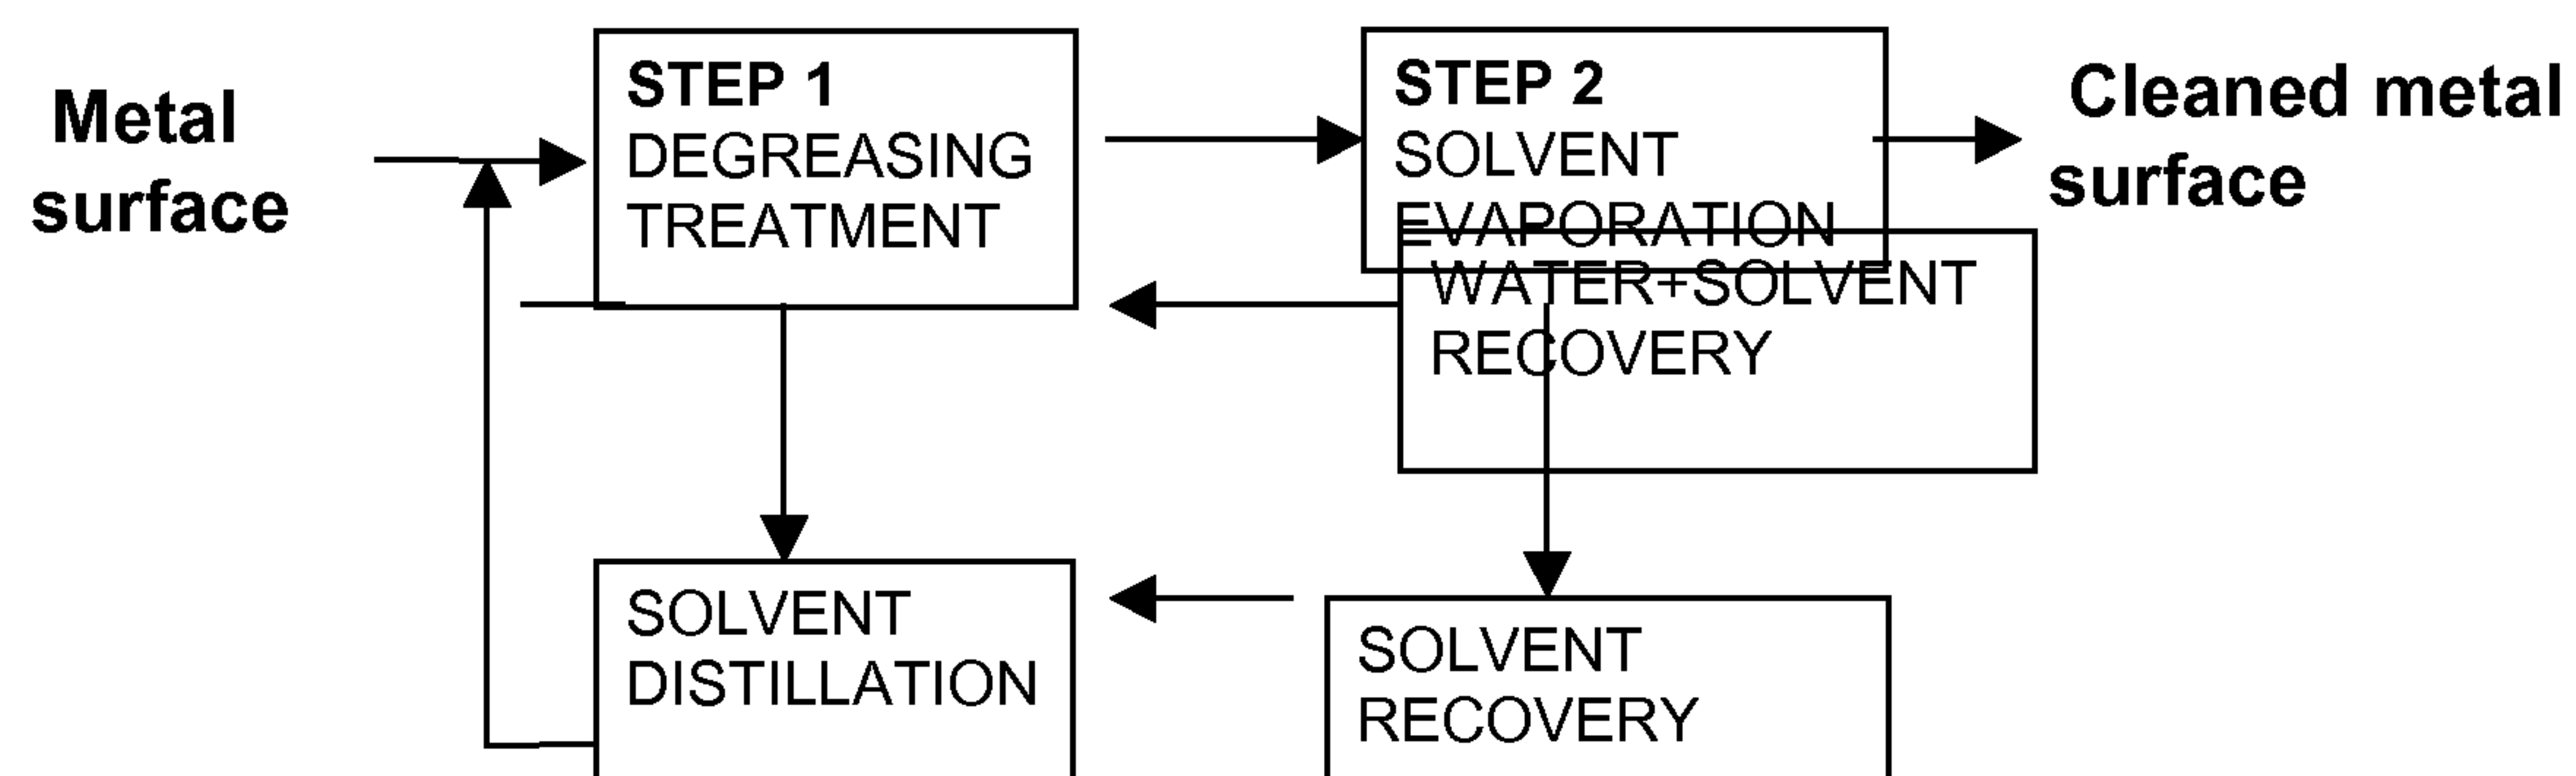 Metal
surface
STEP 1
DEGREASING
TREATMENT
STEP 2
SOLVENT
EVAPORATION
Cleaned metal
surface
WATER+SOLVENT
RECOVERY
SOLVENT
DISTILLATION
SOLVENT
RECOVERY